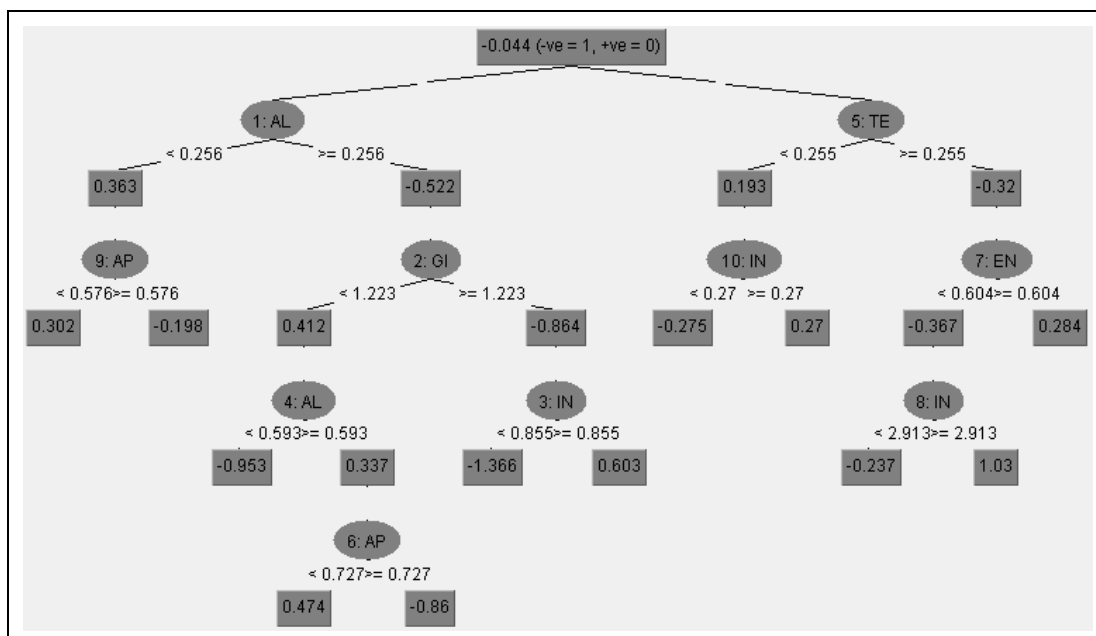 -0.044 (-ve = 1, +ve = 0)
1: AL 5: TE
< 0.256 >= 0.256 < 0.255 >= 0.255
0.363 -0.522 0.193 -0.32
9: AP 2: GI 10: IN 7: EN
< 0.576>= 0.576 < 1.223 >= 1.223 < 0.27 >= 0.27 < 0.604>= 0.604
0.302 -0.198 0.412 -0.864 -0.275 0.27 -0.367 0.284
4: AL 3: IN 8: IN
< 0.593>= 0.593 < 0.855>= 0.855 < 2.913>= 2.913
-0.953 0.337 -1.366 0.603 -0.237 1.03
6: AP
< 0.727>= 0.727
0.474 -0.86